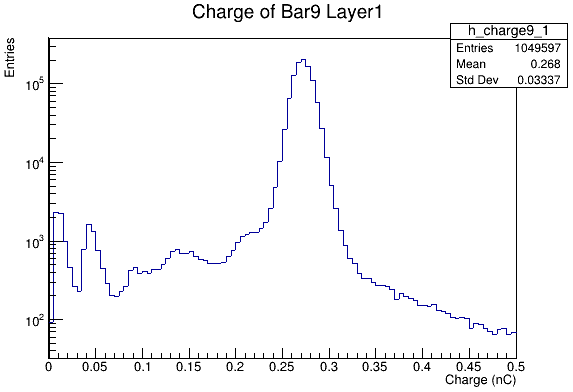 Charge of Bar9 Layer1
h_charge9_1
Entries 1049597
Mean 0.268
Std Dev 0.03337
Entries
10^5
10^4
10^3
10^2
0 0.05 0.1 0.15 0.2 0.25 0.3 0.35 0.4 0.45 0.5
Charge (nC)